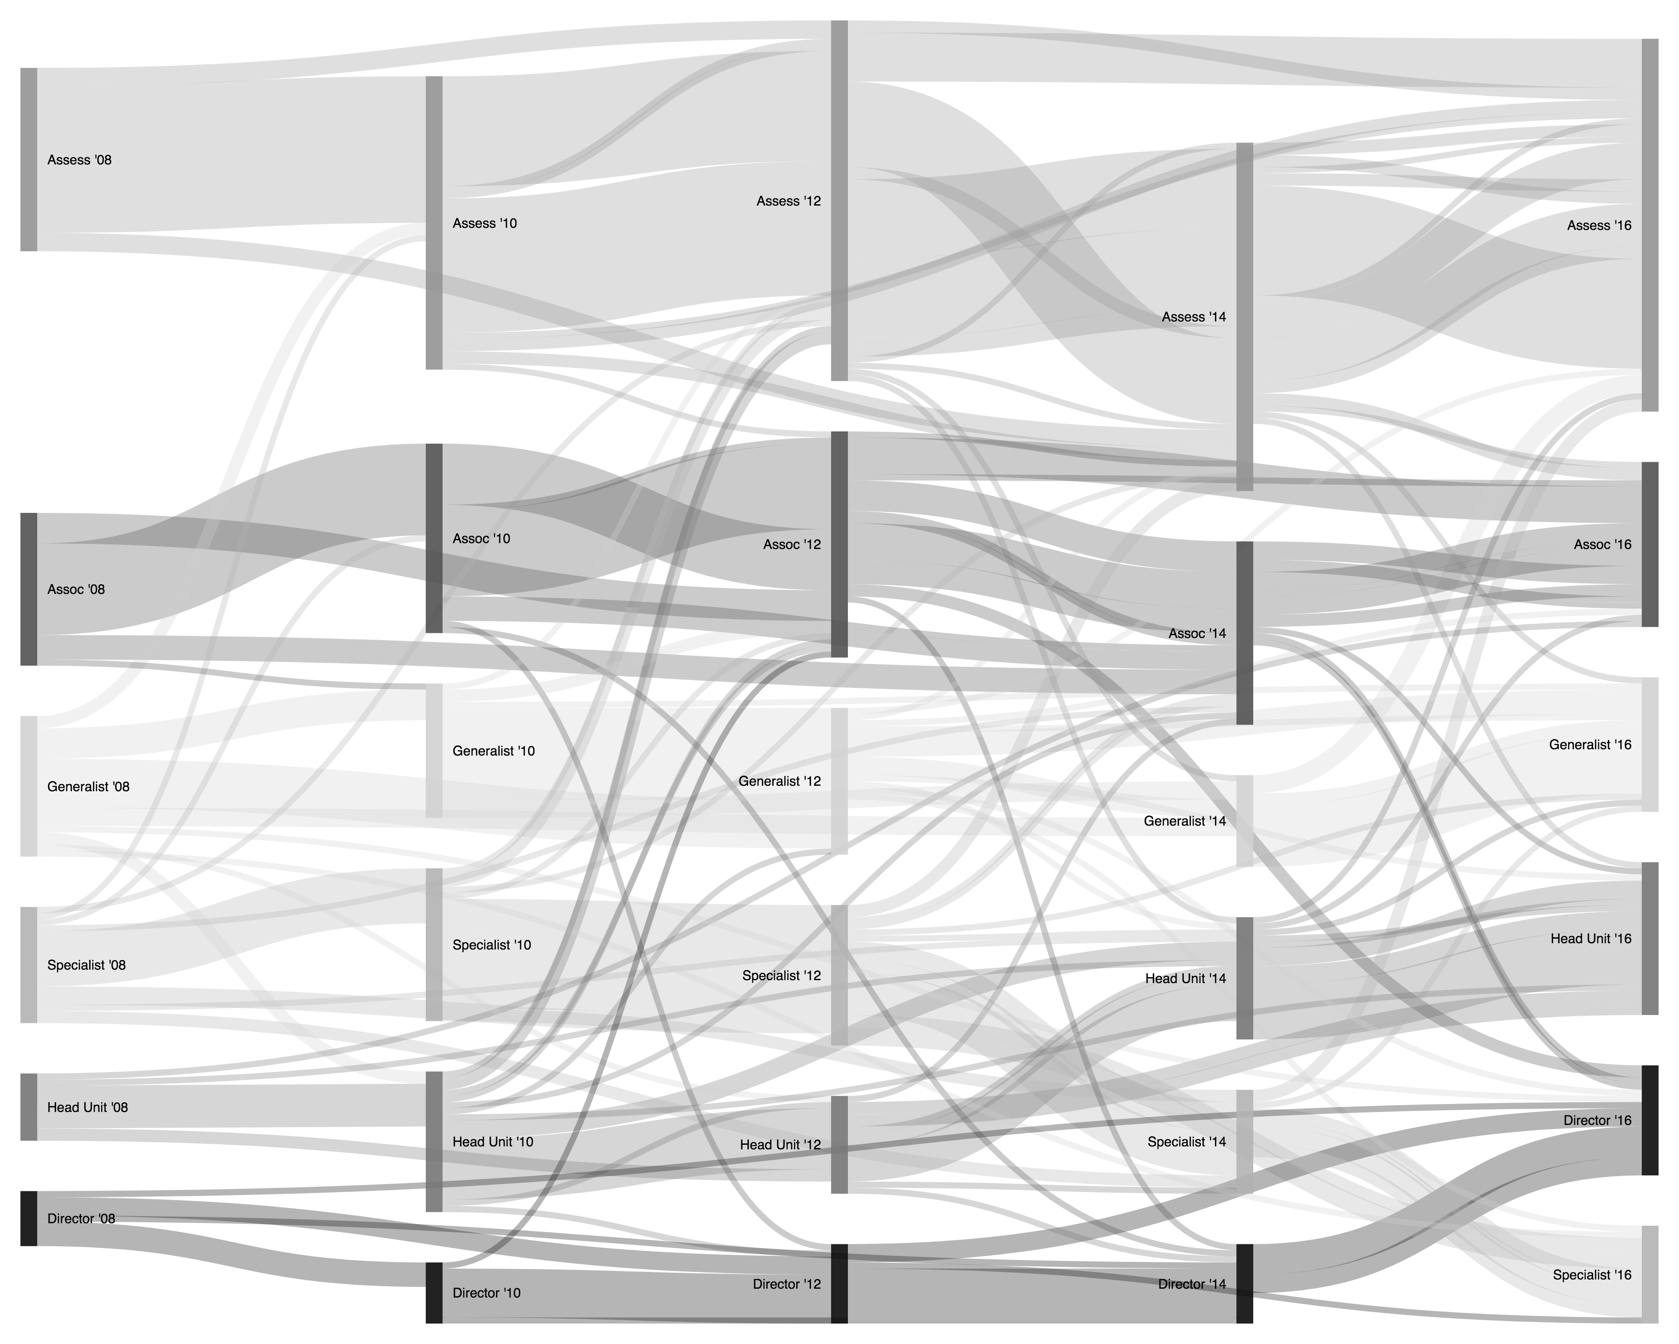 Assess '08
Assoc '08
Generalist '08
Specialist '08
Head Unit '08
Director '08
Assess '10
Assoc '10
Generalist '10
Specialist '10
Head Unit '10
Director '10
Assess '12
Assoc '12
Generalist '12
Specialist '12
Head Unit '12
Director '12
Assess '14
Assoc '14
Generalist '14
Head Unit '14
Specialist '14
Director '14
Assess '16
Assoc '16
Generalist '16
Head Unit '16
Director '16
Specialist '16